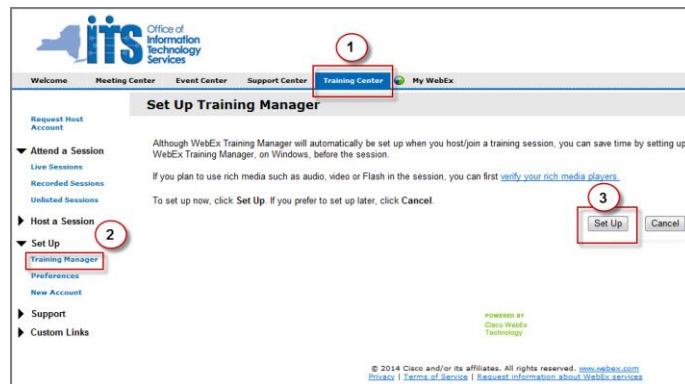 ITS
Office of
Information
Technology
Services
1
Welcome Meeting Center Event Center Support Center Training Center My WebEx
Set Up Training Manager
Request Host
Account
Attend a Session
Live Sessions
Recorded Sessions
Unlisted Sessions
Host a Session
2
Set Up
Training Manager
Preferences
New Account
Support
Custom Links
Although WebEx Training Manager will automatically be set up when you host/join a training session, you can save time by setting up
WebEx Training Manager, on Windows, before the session.
If you plan to use rich media such as audio, video or Flash in the session, you can first verify your rich media players.
To set up now, click Set Up. If you prefer to set up later, click Cancel.
3
Set Up Cancel
POWERED BY
Cisco WebEx
Technology
© 2014 Cisco and/or its affiliates. All rights reserved. www.webex.com
Privacy | Terms of Service | Request information about WebEx services